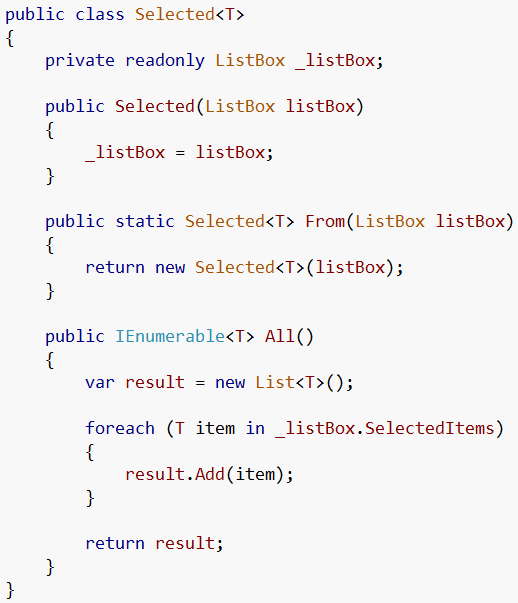 public class Selected<T>
{
    private readonly ListBox _listBox;

    public Selected(ListBox listBox)
    {
        _listBox = listBox;
    }

    public static Selected<T> From(ListBox listBox)
    {
        return new Selected<T>(listBox);
    }

    public IEnumerable<T> All()
    {
        var result = new List<T>();

        foreach (T item in _listBox.SelectedItems)
        {
            result.Add(item);
        }

        return result;
    }
}